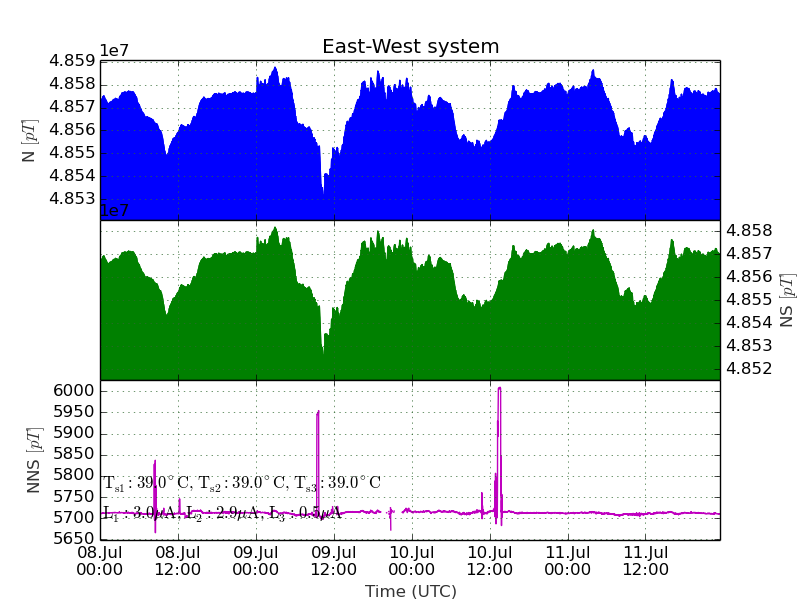 East-West system
1e7
4.859
4.858
4.857
4.856
4.855
4.854
4.853
N [pT]
1e7
4.858
4.857
4.856
4.855
4.854
4.853
4.852
NS [pT]
6000
5950
5900
5850
5800
5750
5700
5650
NNS [pT]
T_s1 : 39.0°C, T_s2 : 39.0°C, T_s3 : 39.0°C
L_1 : 3.0μA, L_2 : 2.9μA, L_3 : 0.5μA
08.Jul 08.Jul 09.Jul 09.Jul 10.Jul 10.Jul 11.Jul 11.Jul
00:00 12:00 00:00 12:00 00:00 12:00 00:00 12:00
Time (UTC)